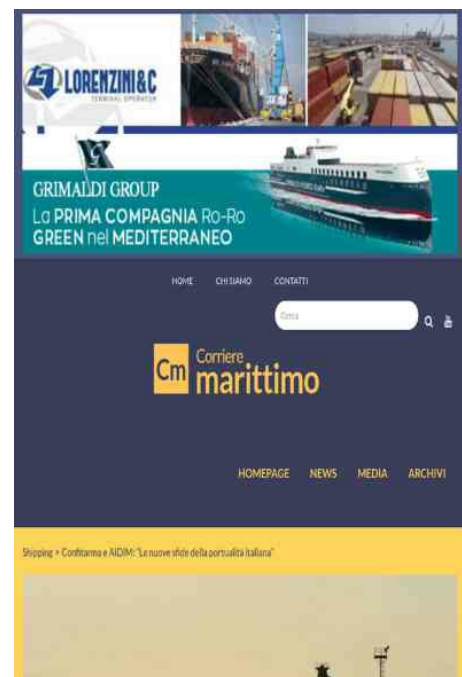 LORENZINI&C
TERMINAL OPERATOR
GRIMALDI GROUP
La PRIMA COMPAGNIA Ro-Ro
GREEN nel MEDITERRANEO
HOME CHI SIAMO CONTATTI
Cerca
Cm Corriere
marittimo
HOMEPAGE NEWS MEDIA ARCHIVI
Shipping > Confitarma e AIDIM: "Le nuove sfide della portualità italiana"